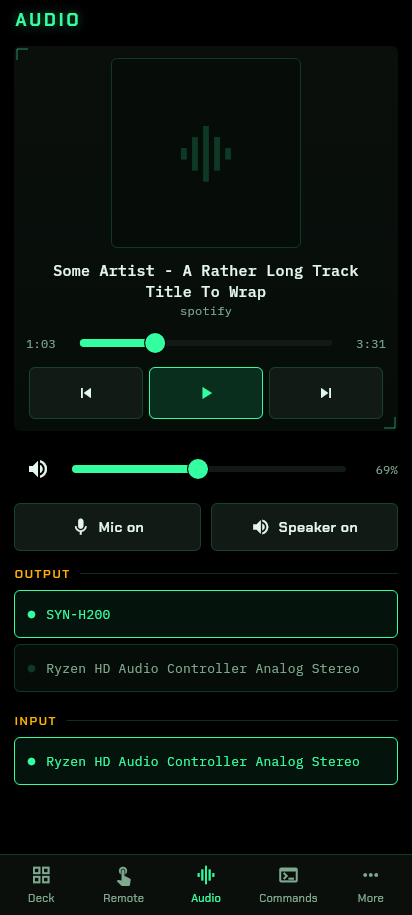 AUDIO
Some Artist - A Rather Long Track
Title To Wrap
spotify
1:03
3:31
69%
Mic on
Speaker on
OUTPUT
SYN-H200
Ryzen HD Audio Controller Analog Stereo
INPUT
Ryzen HD Audio Controller Analog Stereo
Deck
Remote
Audio
Commands
More